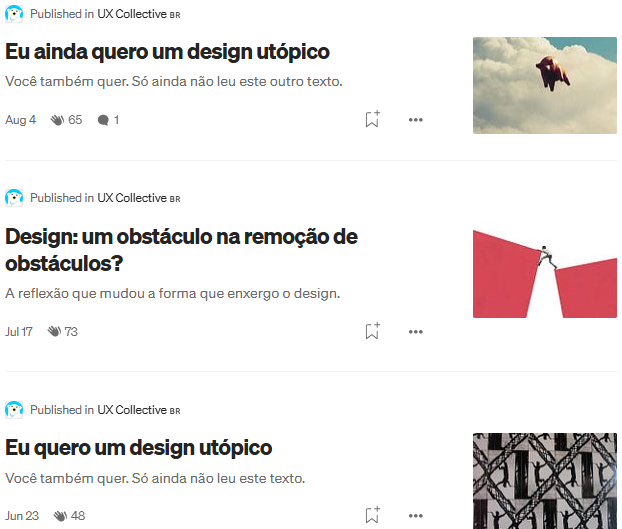 Published in UX Collective BR
Eu ainda quero um design utópico
Você também quer. Só ainda não leu este outro texto.
Aug 4 65 1
Published in UX Collective BR
Design: um obstáculo na remoção de
obstáculos?
A reflexão que mudou a forma que enxergo o design.
Jul 17 73
Published in UX Collective BR
Eu quero um design utópico
Você também quer. Só ainda não leu este texto.
Jun 23 48